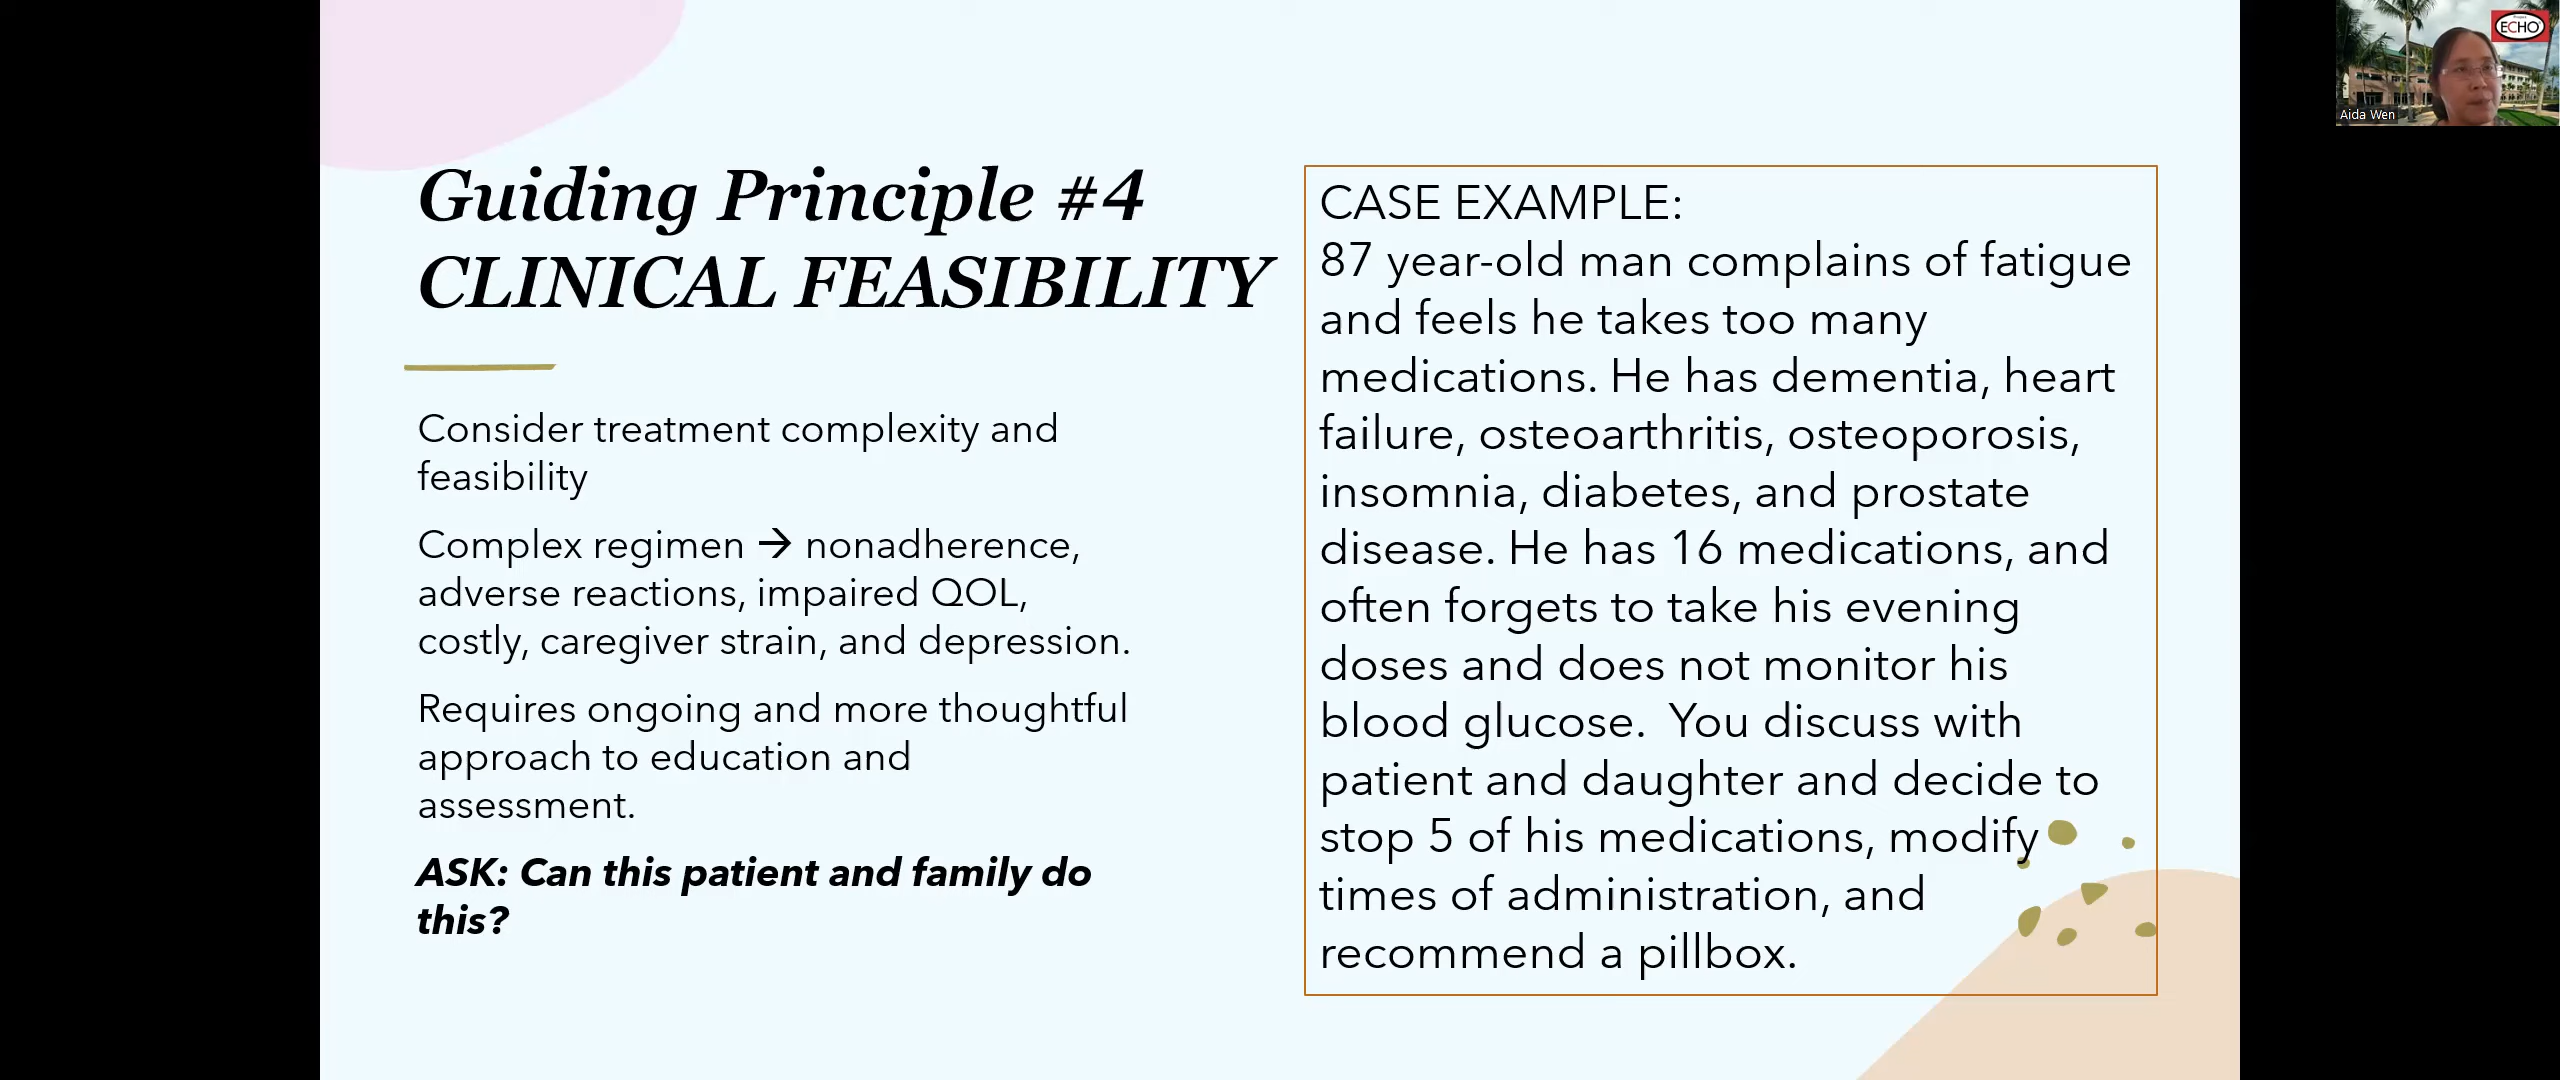 Guiding Principle #4
CLINICAL FEASIBILITY
Consider treatment complexity and
feasibility
Complex regimen → nonadherence,
adverse reactions, impaired QOL,
costly, caregiver strain, and depression.
Requires ongoing and more thoughtful
approach to education and
assessment.
ASK: Can this patient and family do
this?
CASE EXAMPLE:
87 year-old man complains of fatigue
and feels he takes too many
medications. He has dementia, heart
failure, osteoarthritis, osteoporosis,
insomnia, diabetes, and prostate
disease. He has 16 medications, and
often forgets to take his evening
doses and does not monitor his
blood glucose.  You discuss with
patient and daughter and decide to
stop 5 of his medications, modify
times of administration, and
recommend a pillbox.
ECHO
Aida Wen